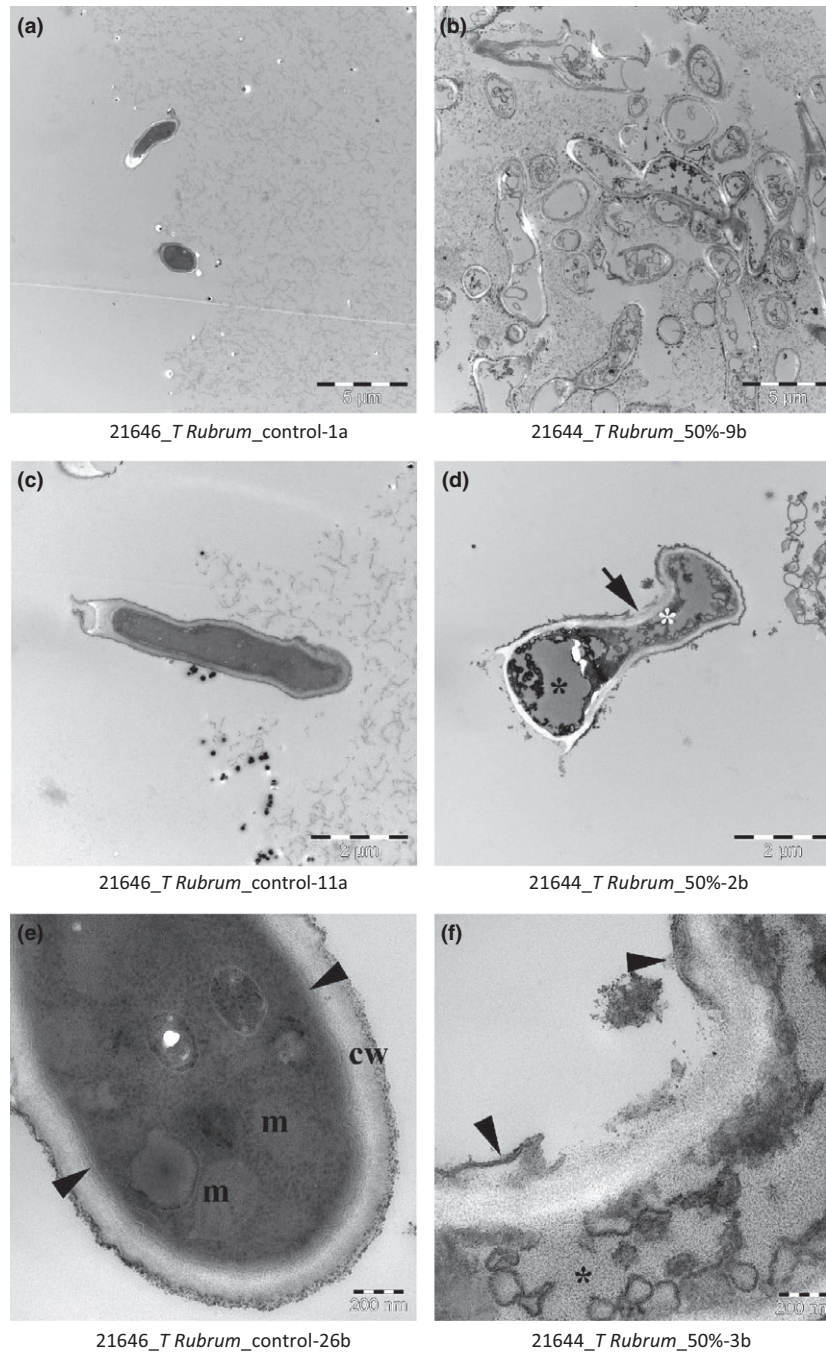 (a)
(b)
5 µm
5 µm
21646_T Rubrum_control-1a
21644_T Rubrum_50%-9b
(c)
(d)
*
*
2 µm
2 µm
21646_T Rubrum_control-11a
21644_T Rubrum_50%-2b
(e)
(f)
cw
m
m
*
200 nm
200 nm
21646_T Rubrum_control-26b
21644_T Rubrum_50%-3b